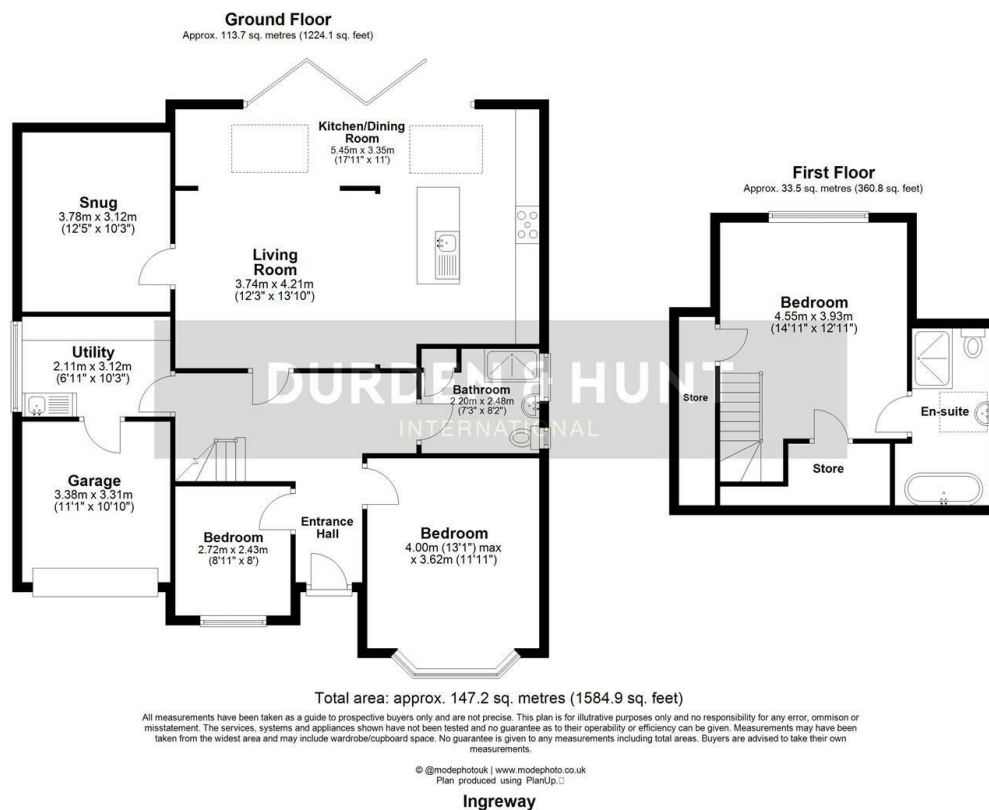 Ground Floor
Approx. 113.7 sq. metres (1224.1 sq. feet)
Kitchen/Dining
Room
5.45m x 3.35m
(17'11" x 11')
Snug
3.78m x 3.12m
(12'5" x 10'3")
Living
Room
3.74m x 4.21m
(12'3" x 13'10")
Utility
2.11m x 3.12m
(6'11" x 10'3")
Bathroom
2.20m x 2.48m
(7'3" x 8'2")
Garage
3.38m x 3.31m
(11'1" x 10'10")
Bedroom
2.72m x 2.43m
(8'11" x 8')
Entrance
Hall
Bedroom
4.00m (13'1") max
x 3.62m (11'11")
First Floor
Approx. 33.5 sq. metres (360.8 sq. feet)
Bedroom
4.55m x 3.93m
(14'11" x 12'11")
Store
En-suite
Store
DURDEN & HUNT
INTERNATIONAL
Total area: approx. 147.2 sq. metres (1584.9 sq. feet)
All measurements have been taken as a guide to prospective buyers only and are not precise. This plan is for illutrative purposes only and no responsibility for any error, ommison or
misstatement. The services, systems and appliances shown have not been tested and no guarantee as to their operability or efficiency can be given. Measurements may have been
taken from the widest area and may include wardrobe/cupboard space. No guarantee is given to any measurements including total areas. Buyers are advised to take their own
measurements.
© @modephotouk | www.modephoto.co.uk
Plan produced using PlanUp.
Ingreway